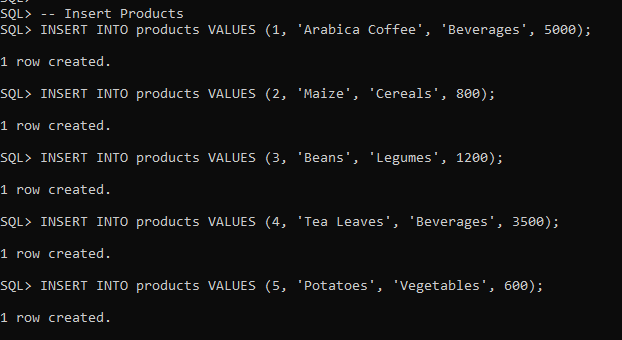 SQL>
SQL> -- Insert Products
SQL> INSERT INTO products VALUES (1, 'Arabica Coffee', 'Beverages', 5000);
1 row created.
SQL> INSERT INTO products VALUES (2, 'Maize', 'Cereals', 800);
1 row created.
SQL> INSERT INTO products VALUES (3, 'Beans', 'Legumes', 1200);
1 row created.
SQL> INSERT INTO products VALUES (4, 'Tea Leaves', 'Beverages', 3500);
1 row created.
SQL> INSERT INTO products VALUES (5, 'Potatoes', 'Vegetables', 600);
1 row created.